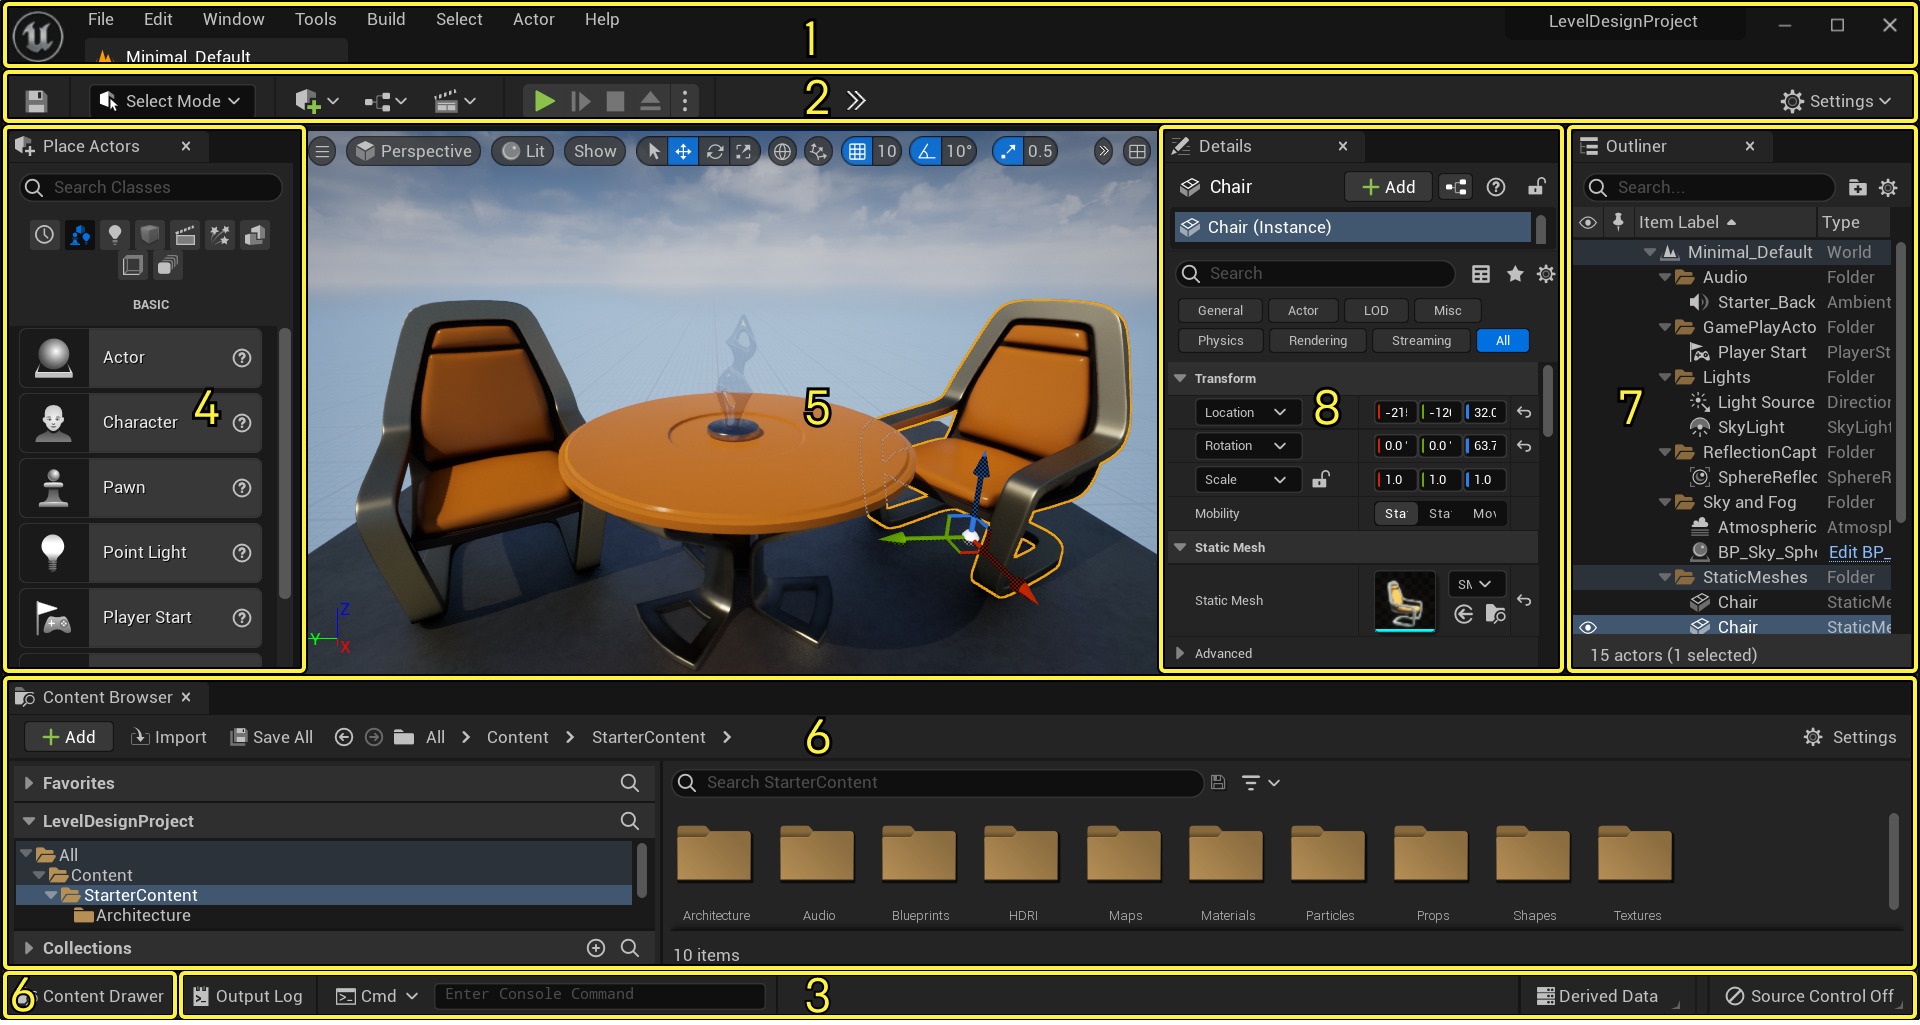 File Edit Window Tools Build Select Actor Help
LevelDesignProject
Minimal_Default
1
Select Mode
2
Settings
Place Actors
Search Classes
BASIC
Actor
Character
4
Pawn
Point Light
Player Start
Perspective Lit Show 10 10° 0.5
5
Z
Y
X
Details
Chair
Add
Chair (Instance)
Search
General Actor LOD Misc
Physics Rendering Streaming All
Transform
Location -21 -12 32.0
8
Rotation 0.0 0.0 63.7
Scale 1.0 1.0 1.0
Mobility Sta Sta Mov
Static Mesh
Static Mesh
SM
Advanced
Outliner
Search...
Item Label Type
Minimal_Default World
Audio Folder
Starter_Back Ambient
GamePlayActo Folder
Player Start PlayerSt
Lights Folder
7
Light Source Direction
SkyLight SkyLight
ReflectionCapt Folder
SphereReflec SphereR
Sky and Fog Folder
Atmospheric Atmospl
BP_Sky_Sphe Edit BP_
StaticMeshes Folder
Chair StaticMe
Chair StaticMe
15 actors (1 selected)
Content Browser
Add Import Save All All Content StarterContent
6
Settings
Favorites
LevelDesignProject
All
Content
StarterContent
Architecture
Collections
Search StarterContent
Architecture Audio Blueprints HDRI Maps Materials Particles Props Shapes Textures
10 items
6
Content Drawer
Output Log
Cmd
Enter Console Command
3
Derived Data
Source Control Off